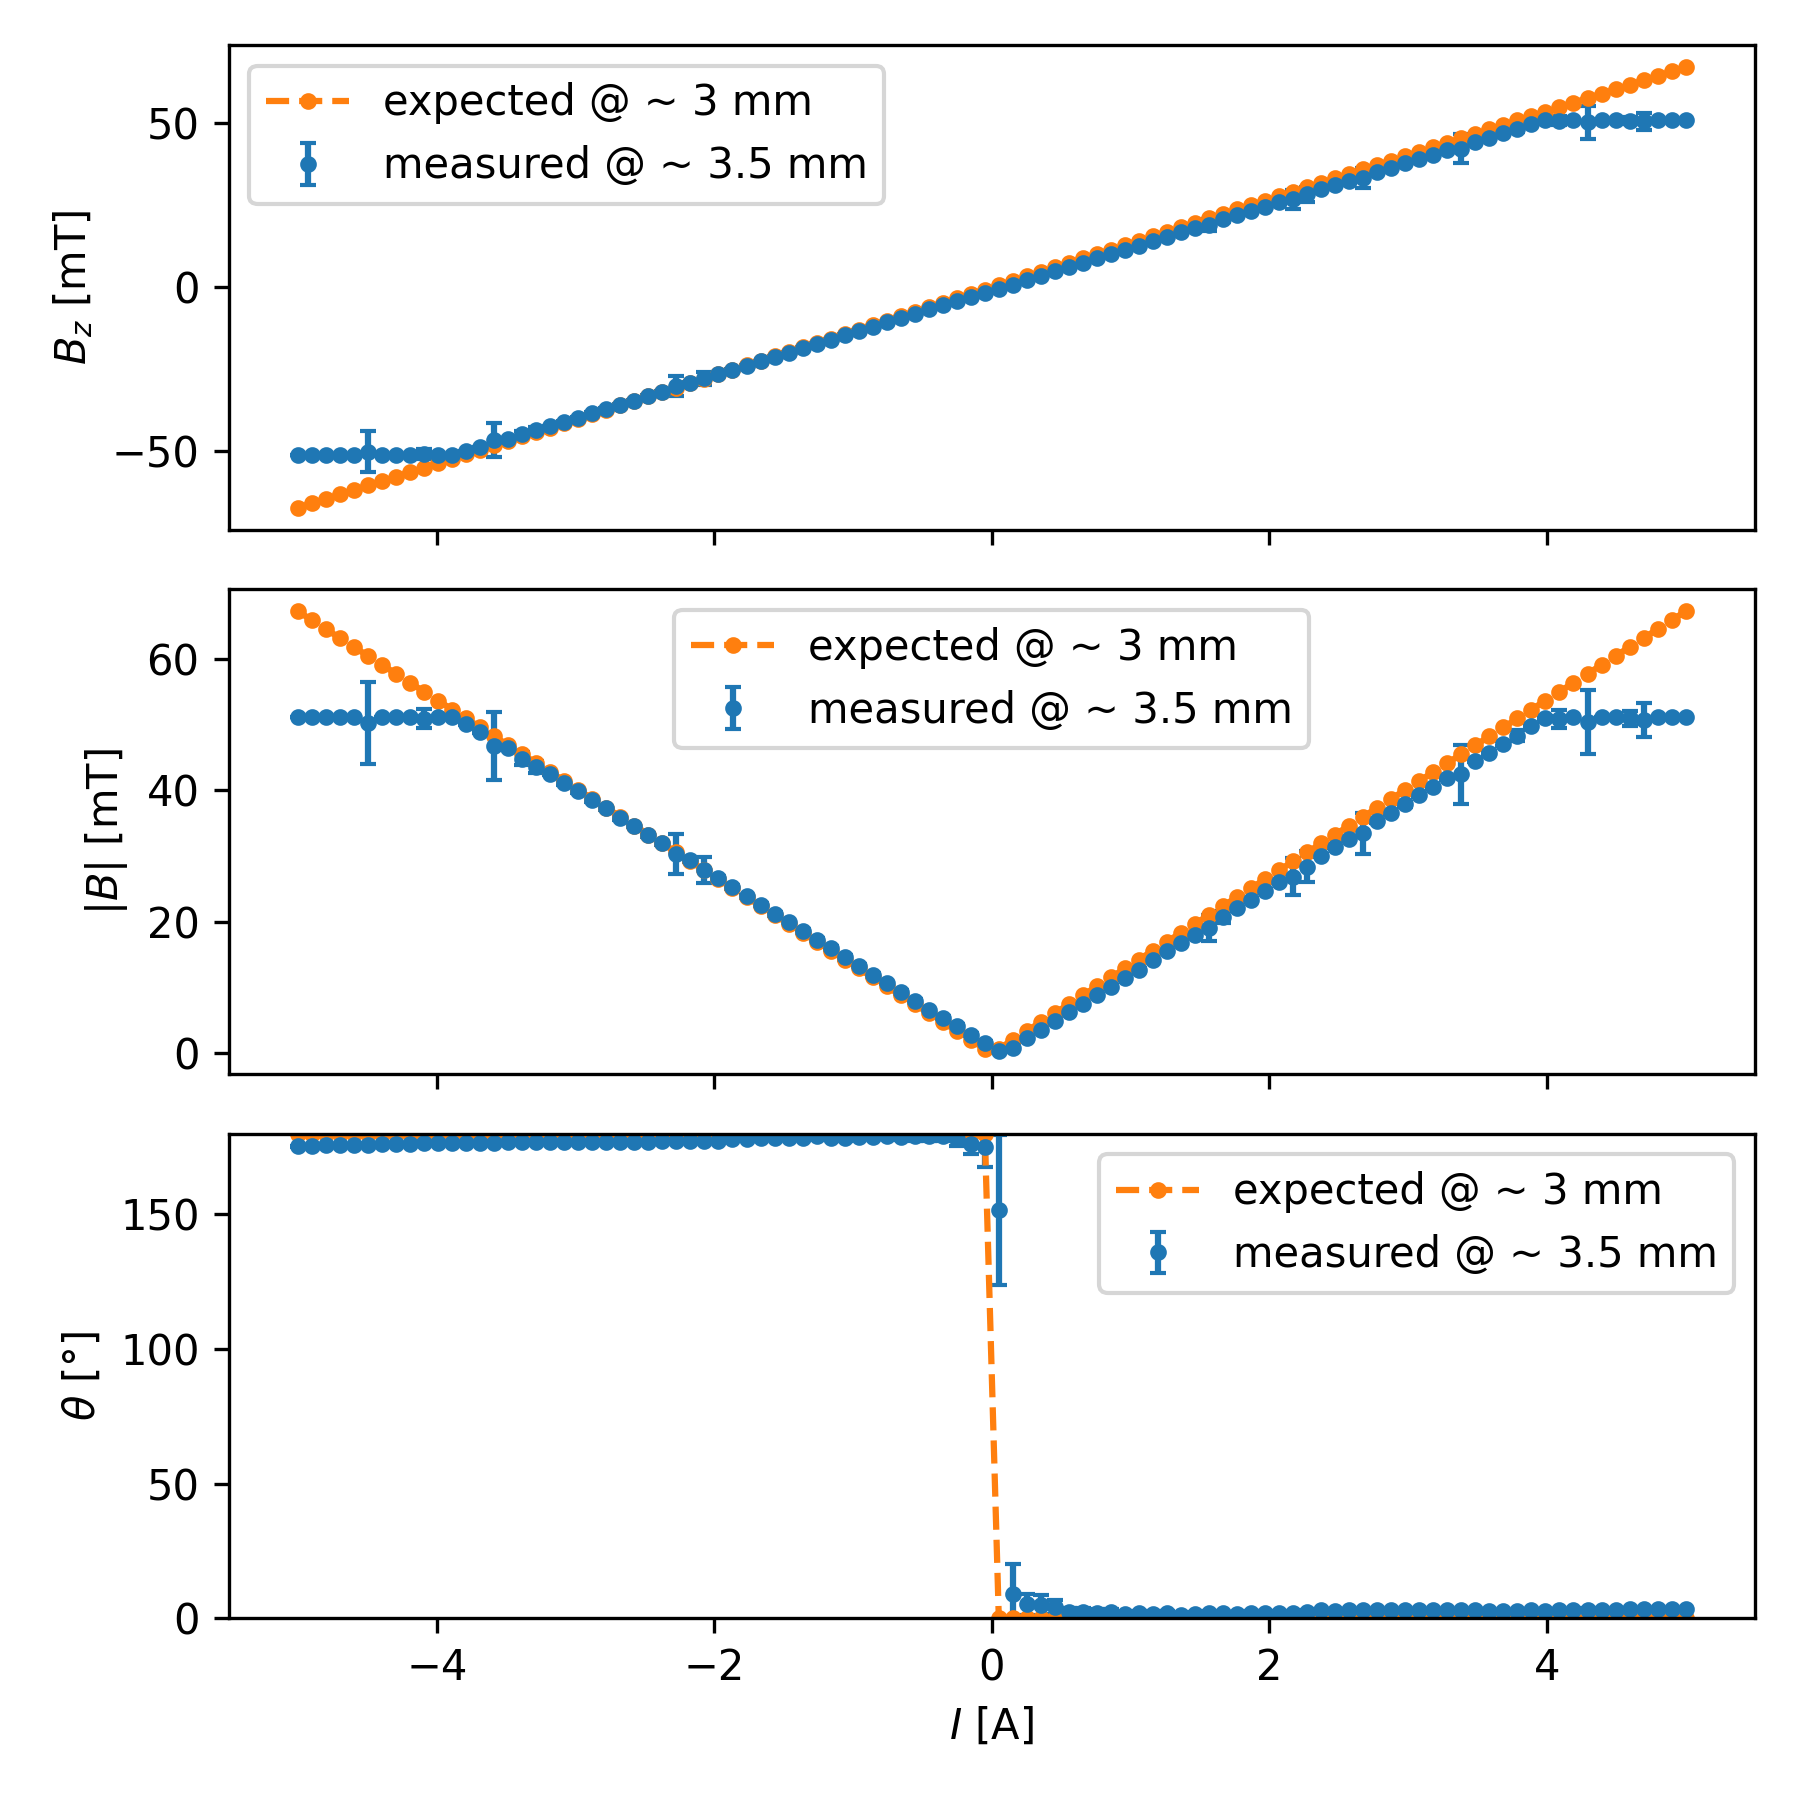 expected @ ~ 3 mm
measured @ ~ 3.5 mm
50
0
−50
B_z [mT]
expected @ ~ 3 mm
measured @ ~ 3.5 mm
60
40
20
0
|B| [mT]
expected @ ~ 3 mm
measured @ ~ 3.5 mm
150
100
50
0
θ [°]
−4 −2 0 2 4
I [A]